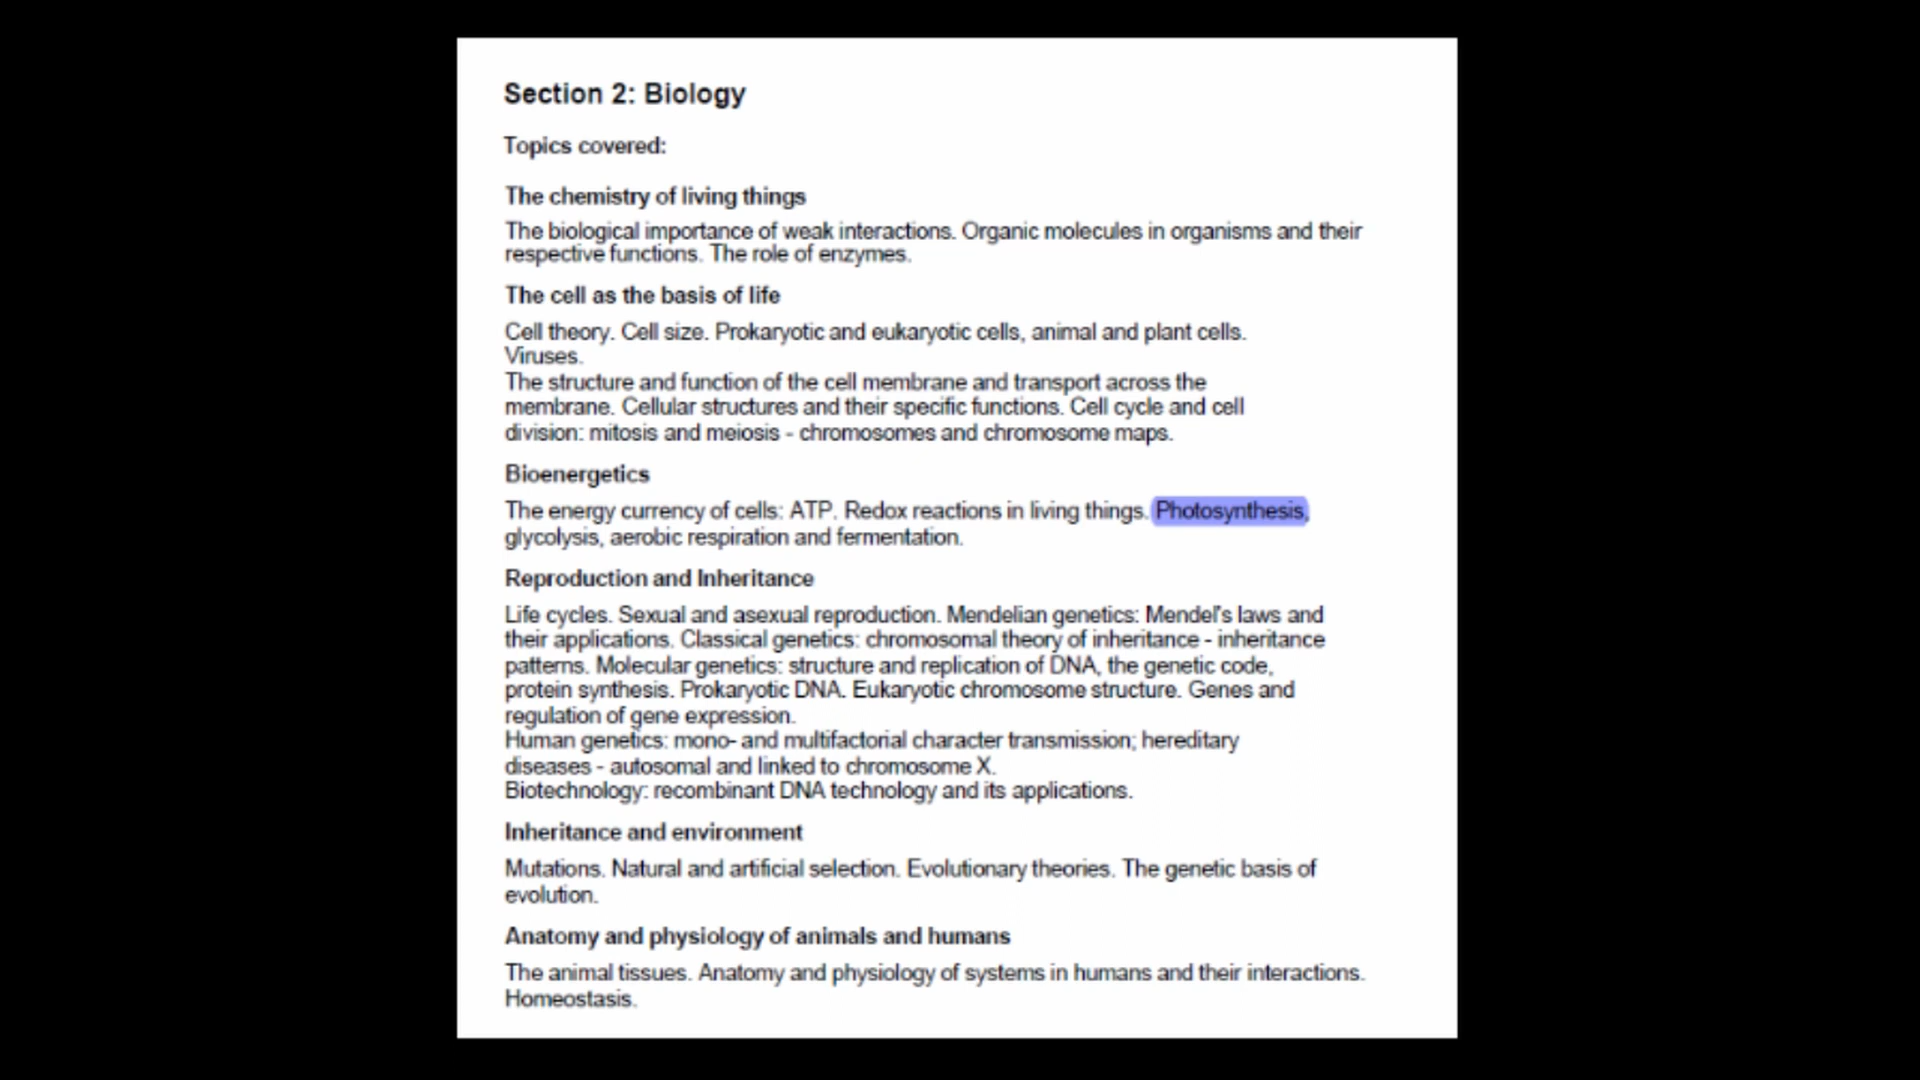 Section 2: Biology
Topics covered:
The chemistry of living things
The biological importance of weak interactions. Organic molecules in organisms and their
respective functions. The role of enzymes.
The cell as the basis of life
Cell theory. Cell size. Prokaryotic and eukaryotic cells, animal and plant cells.
Viruses.
The structure and function of the cell membrane and transport across the
membrane. Cellular structures and their specific functions. Cell cycle and cell
division: mitosis and meiosis - chromosomes and chromosome maps.
Bioenergetics
The energy currency of cells: ATP. Redox reactions in living things. Photosynthesis,
glycolysis, aerobic respiration and fermentation.
Reproduction and Inheritance
Life cycles. Sexual and asexual reproduction. Mendelian genetics: Mendel's laws and
their applications. Classical genetics: chromosomal theory of inheritance - inheritance
patterns. Molecular genetics: structure and replication of DNA, the genetic code,
protein synthesis. Prokaryotic DNA. Eukaryotic chromosome structure. Genes and
regulation of gene expression.
Human genetics: mono- and multifactorial character transmission; hereditary
diseases - autosomal and linked to chromosome X.
Biotechnology: recombinant DNA technology and its applications.
Inheritance and environment
Mutations. Natural and artificial selection. Evolutionary theories. The genetic basis of
evolution.
Anatomy and physiology of animals and humans
The animal tissues. Anatomy and physiology of systems in humans and their interactions.
Homeostasis.